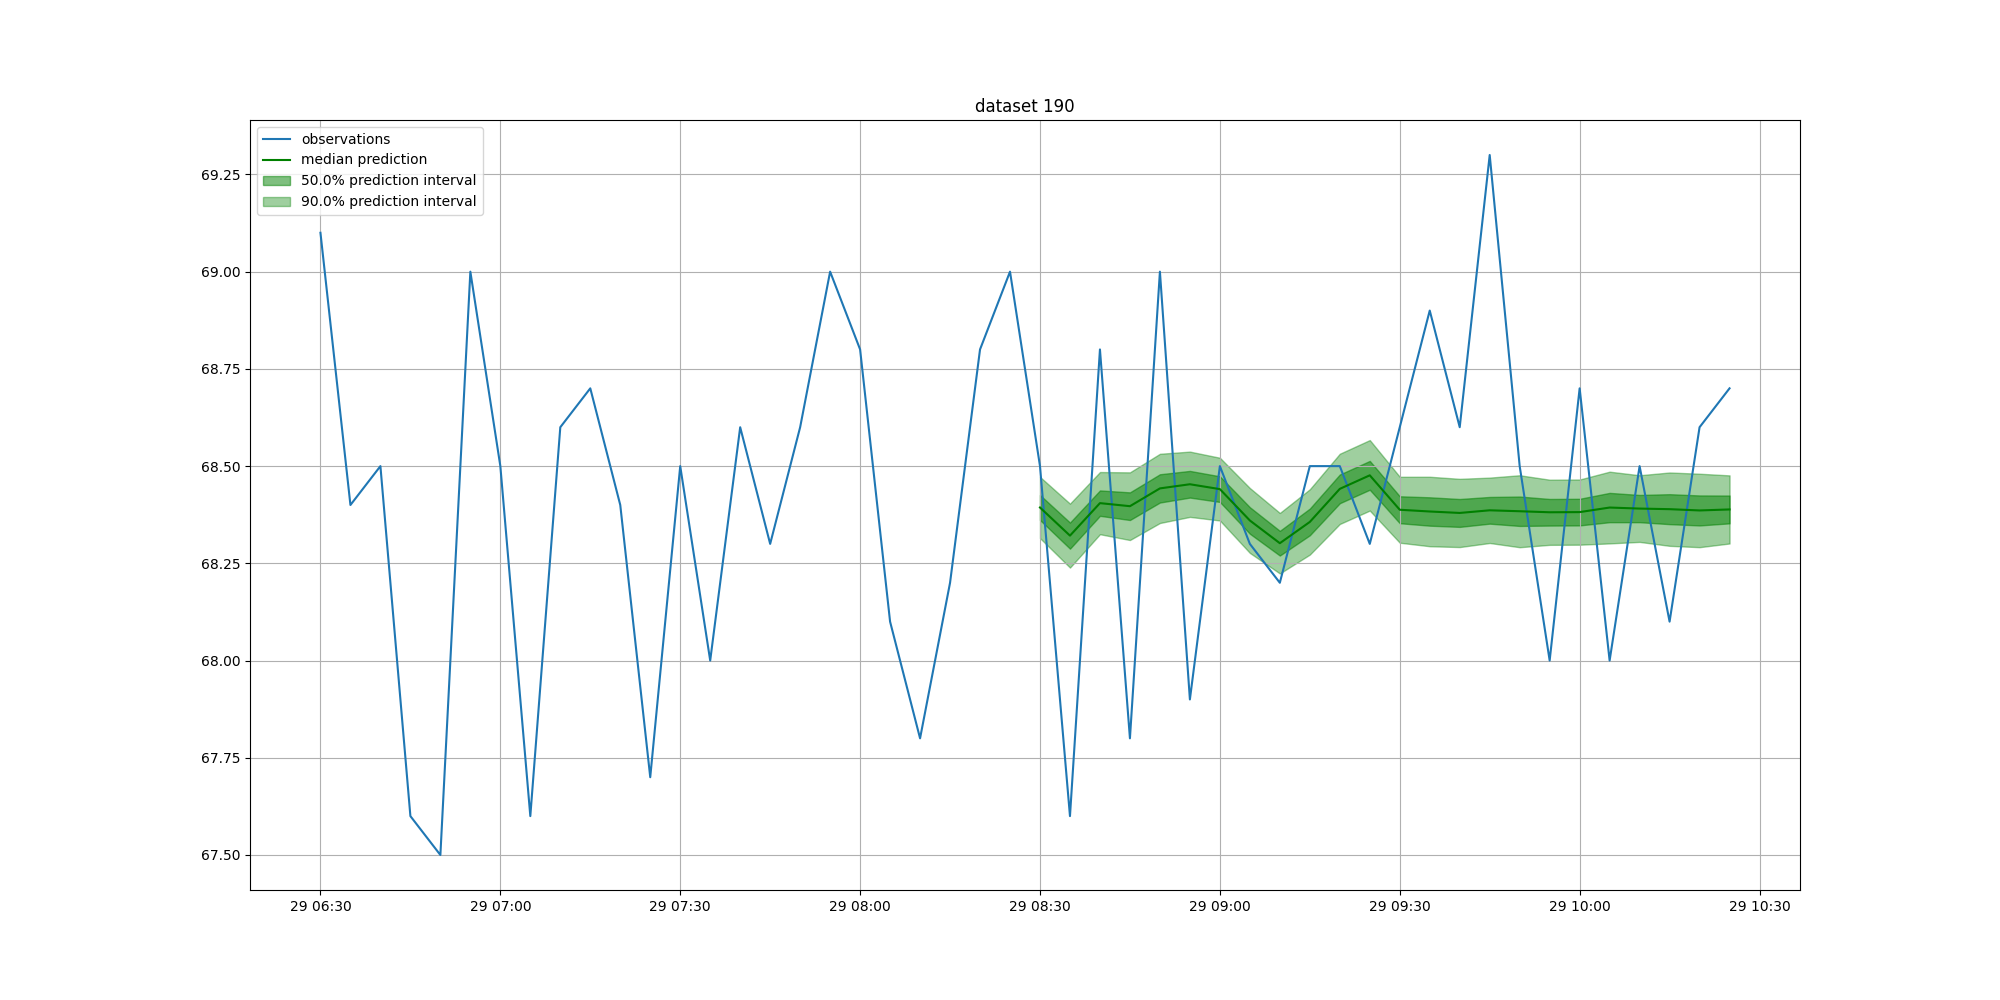 dataset 190
observations
median prediction
50.0% prediction interval
90.0% prediction interval
69.25
69.00
68.75
68.50
68.25
68.00
67.75
67.50
29 06:30 29 07:00 29 07:30 29 08:00 29 08:30 29 09:00 29 09:30 29 10:00 29 10:30